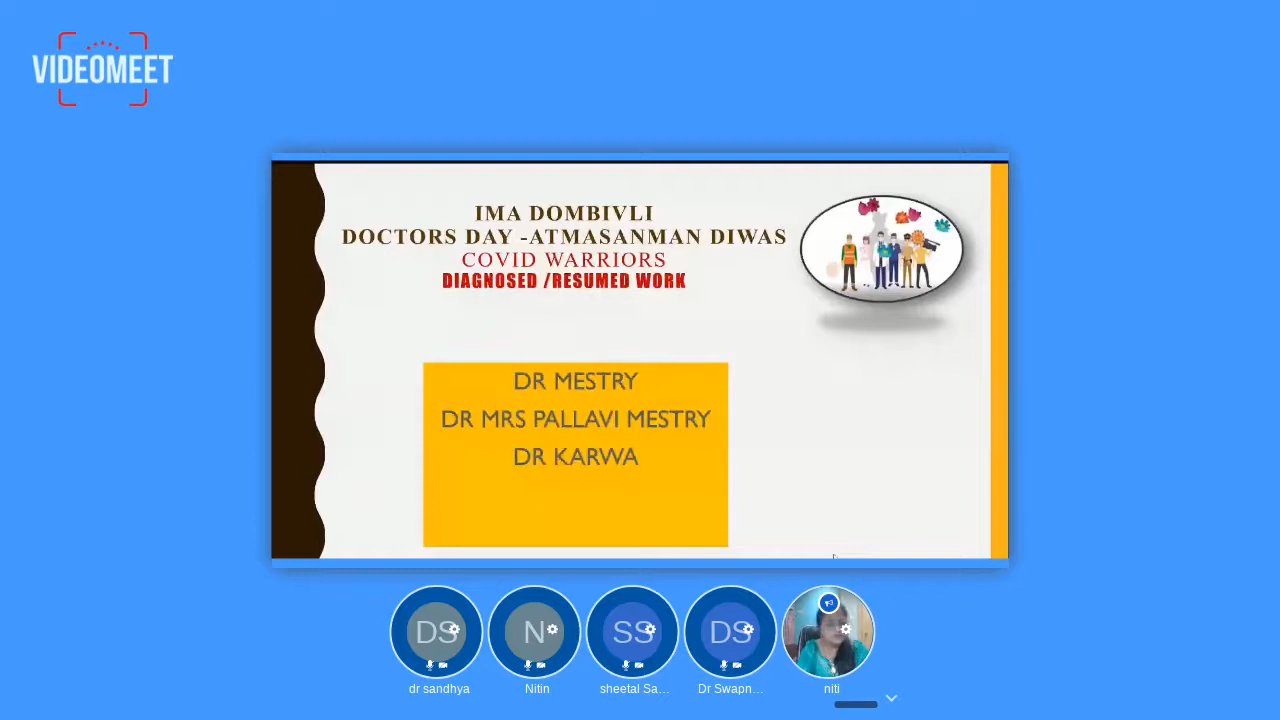 VIDEOMEET
IMA DOMBIVLI
DOCTORS DAY -ATMASANMAN DIWAS
COVID WARRIORS
DIAGNOSED /RESUMED WORK
DR MESTRY
DR MRS PALLAVI MESTRY
DR KARWA
DS
N
SS
DS
dr sandhya
Nitin
sheetal Sa...
Dr Swapn...
niti